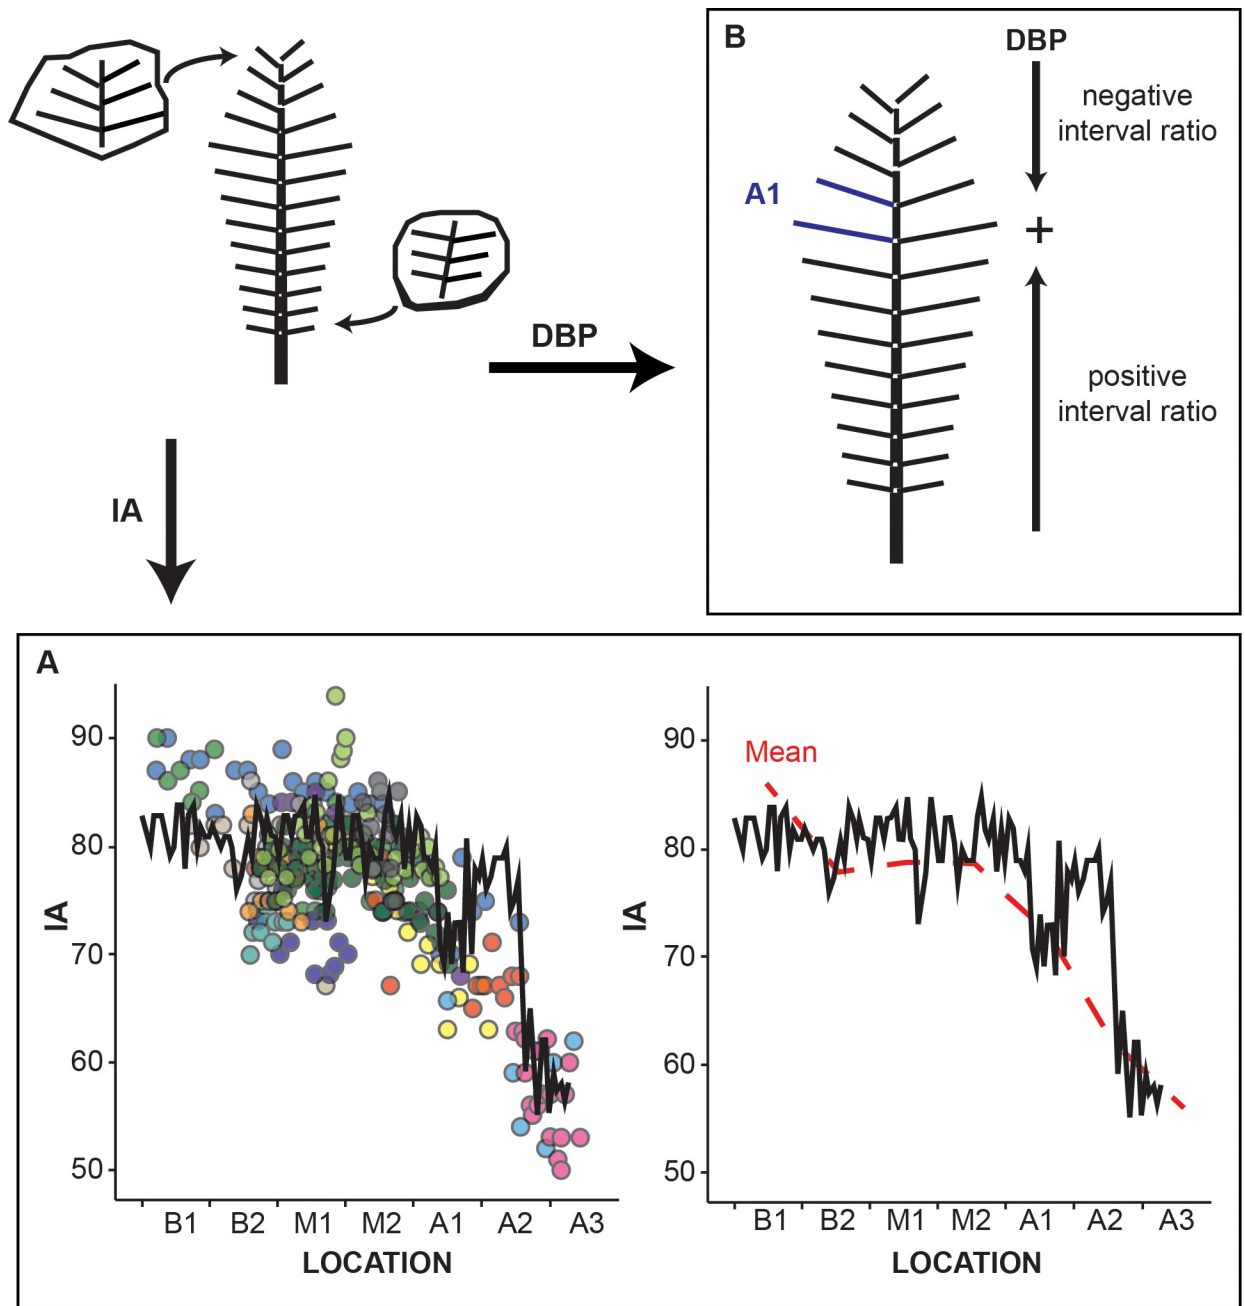 B
DBP
negative
interval ratio
A1
+
positive
interval ratio
DBP
IA
A
90
80
70
60
50
IA
B1 B2 M1 M2 A1 A2 A3
LOCATION
Mean
90
80
70
60
50
IA
B1 B2 M1 M2 A1 A2 A3
LOCATION